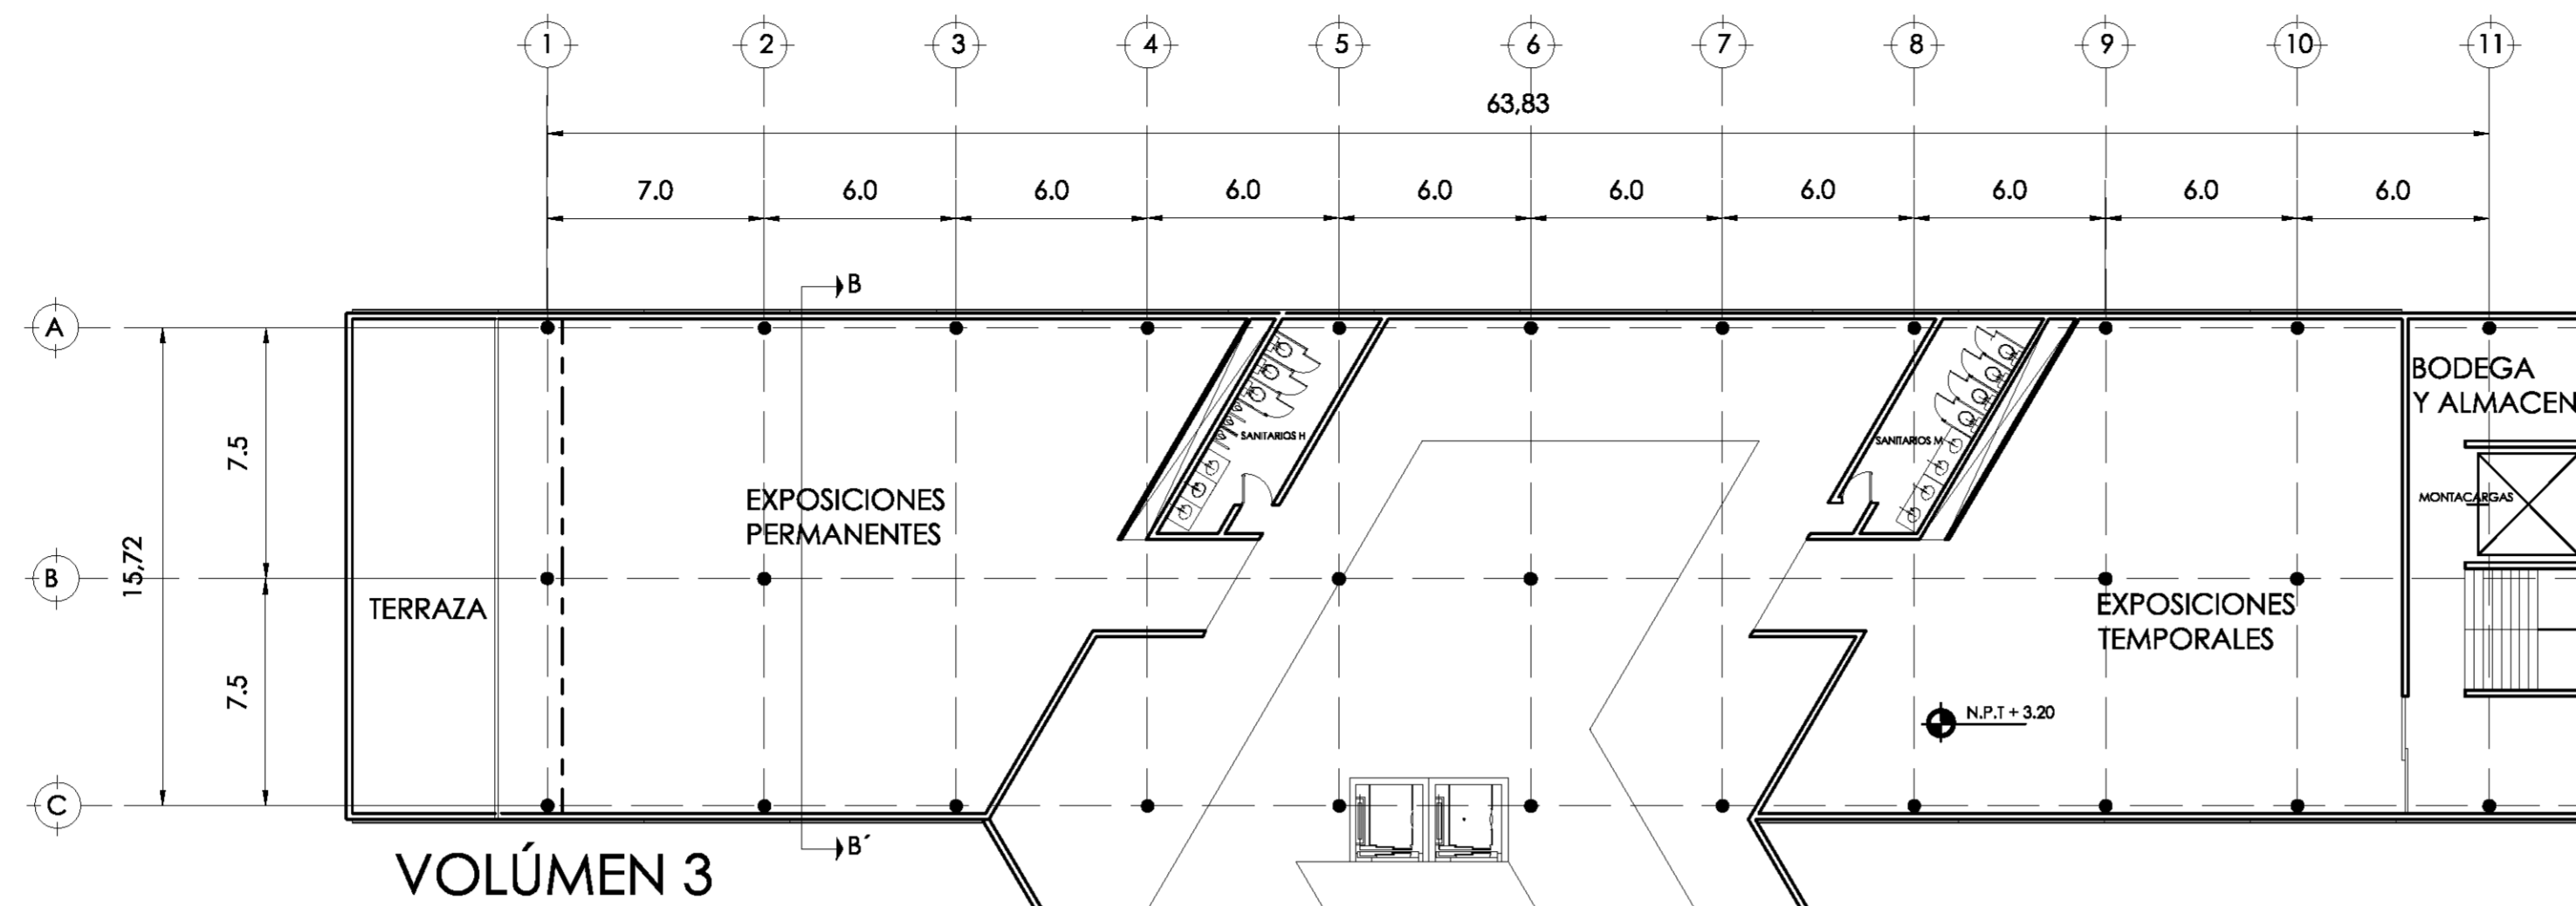 1 2 3 4 5 6 7 8 9 10 11
63,83
7.0 6.0 6.0 6.0 6.0 6.0 6.0 6.0 6.0 6.0
B
A
BODEGA
Y ALMACEN
SANITARIOS H
SANITARIOS M
7.5
EXPOSICIONES
PERMANENTES
MONTACARGAS
15,72
B
TERRAZA
EXPOSICIONES
TEMPORALES
7.5
N.P.T + 3.20
C
B´
VOLÚMEN 3